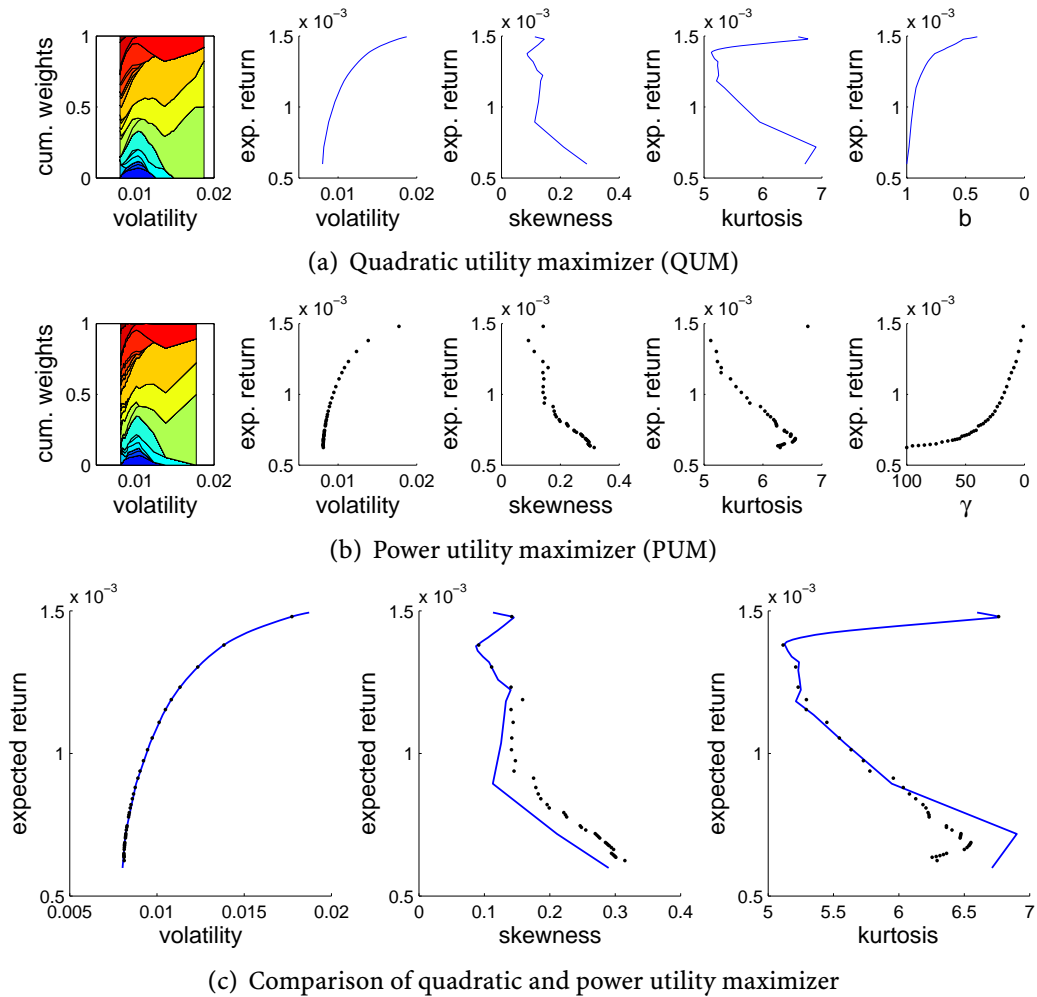 x 10⁻³ x 10⁻³ x 10⁻³ x 10⁻³
1 1.5 1.5 1.5 1.5
0.5 1 1 1 1
0 0.5 0.5 0.5 0.5
0.01 0.02 0.01 0.02 0 0.2 0.4 5 6 7 1 0.5 0
cum. weights exp. return exp. return exp. return exp. return
volatility volatility skewness kurtosis b
(a) Quadratic utility maximizer (QUM)
x 10⁻³ x 10⁻³ x 10⁻³ x 10⁻³
1 1.5 1.5 1.5 1.5
0.5 1 1 1 1
0 0.5 0.5 0.5 0.5
0.01 0.02 0.01 0.02 0 0.2 0.4 5 6 7 100 50 0
cum. weights exp. return exp. return exp. return exp. return
volatility volatility skewness kurtosis γ
(b) Power utility maximizer (PUM)
x 10⁻³ x 10⁻³ x 10⁻³
1.5 1.5 1.5
1 1 1
0.5 0.5 0.5
0.005 0.01 0.015 0.02 0 0.1 0.2 0.3 0.4 5 5.5 6 6.5 7
expected return expected return expected return
volatility skewness kurtosis
(c) Comparison of quadratic and power utility maximizer